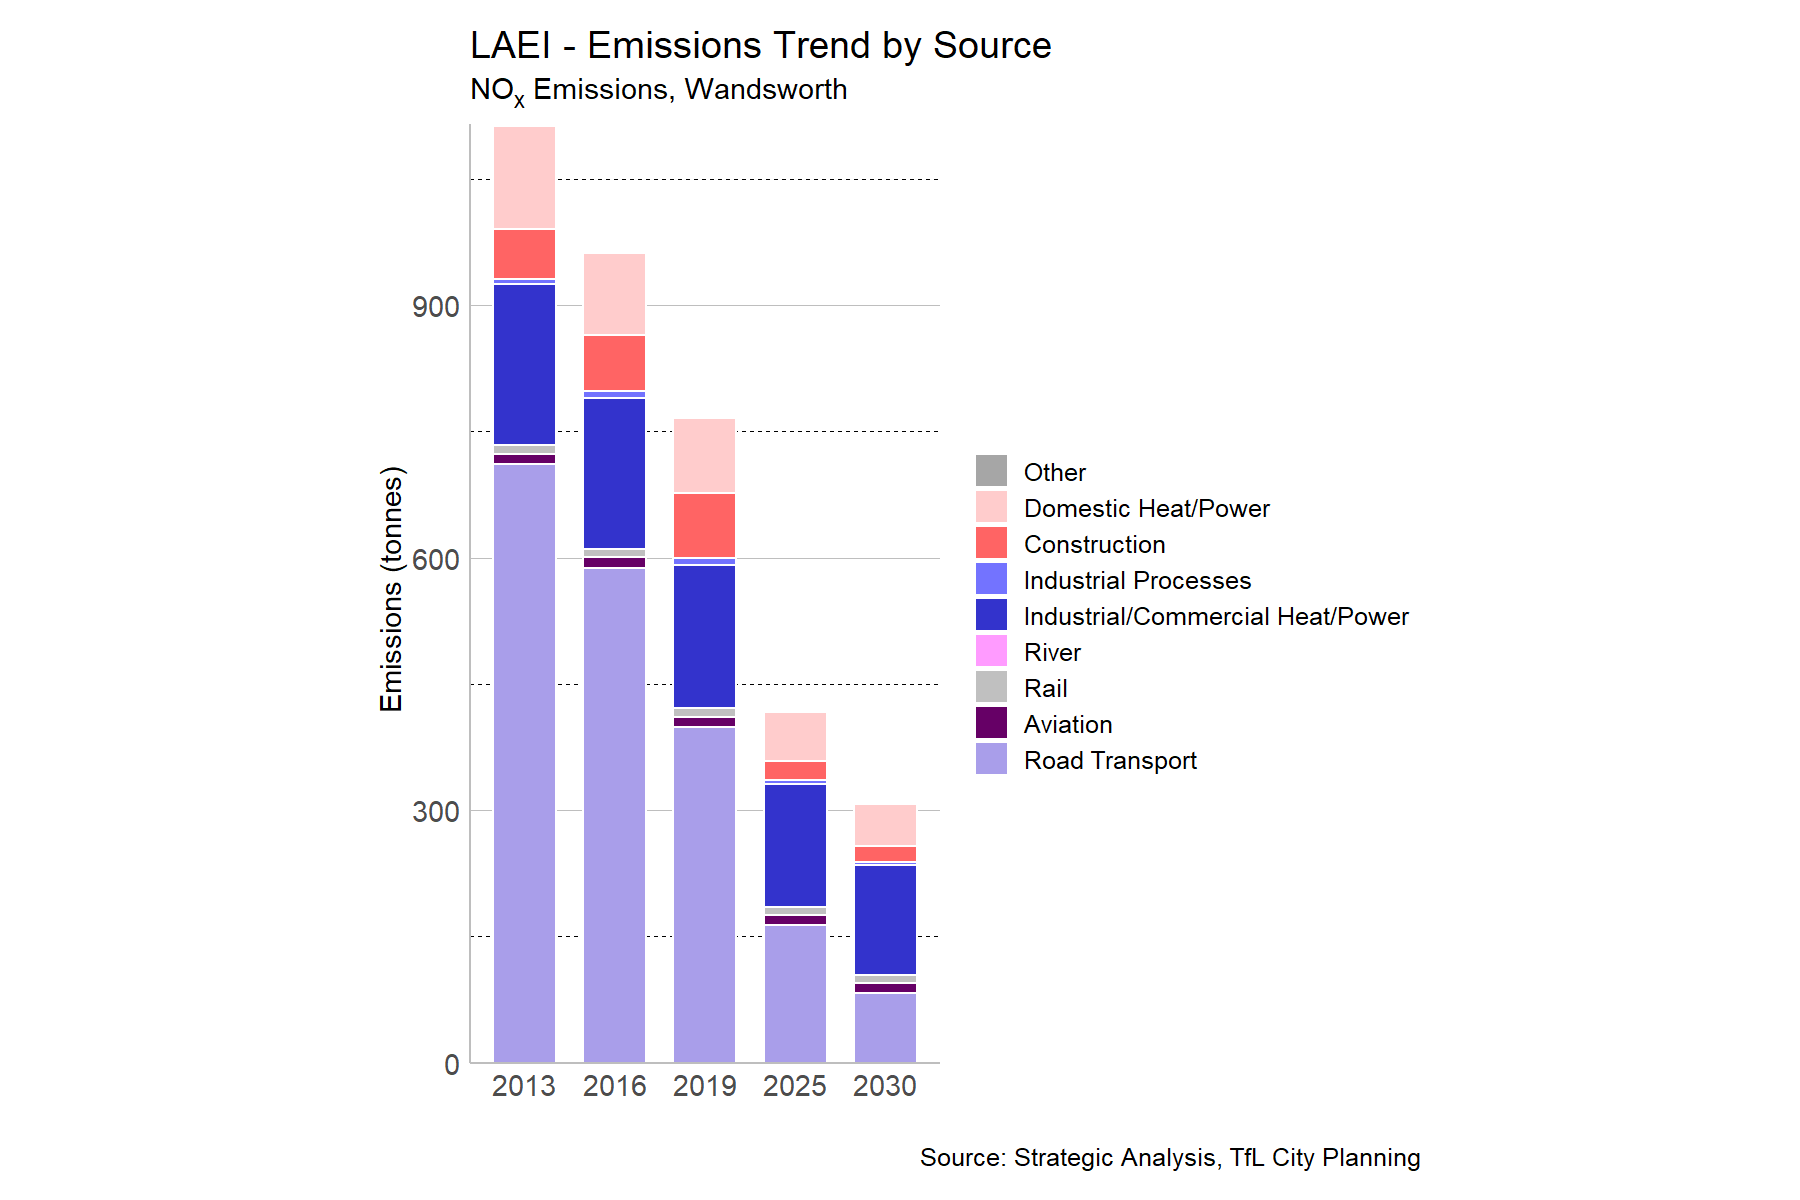 LAEI - Emissions Trend by Source
NOx Emissions, Wandsworth
Emissions (tonnes)
900
600
300
0
2013 2016 2019 2025 2030
Other
Domestic Heat/Power
Construction
Industrial Processes
Industrial/Commercial Heat/Power
River
Rail
Aviation
Road Transport
Source: Strategic Analysis, TfL City Planning